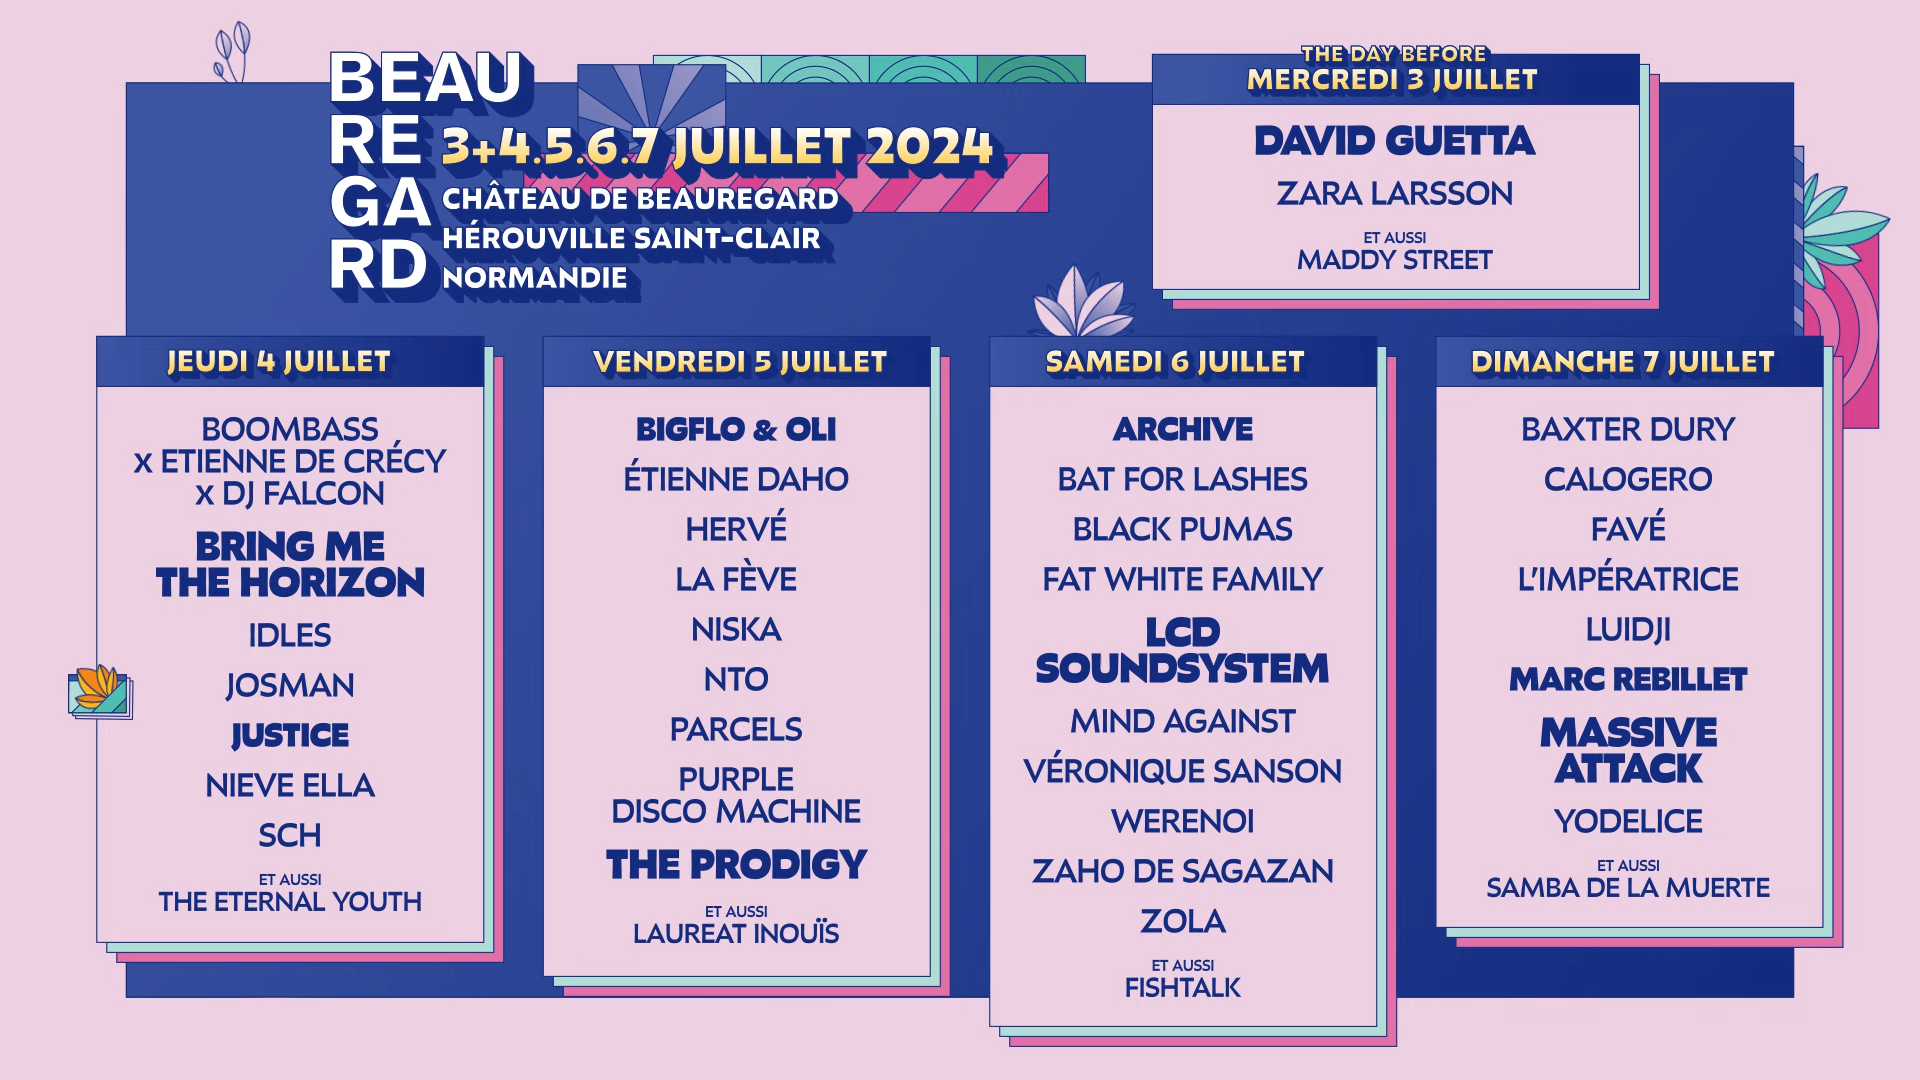 BEAU
RE
GA
RD
3+4.5.6.7 JUILLET 2024
CHÂTEAU DE BEAUREGARD
HÉROUVILLE SAINT-CLAIR
NORMANDIE
THE DAY BEFORE
MERCREDI 3 JUILLET
DAVID GUETTA
ZARA LARSSON
ET AUSSI
MADDY STREET
JEUDI 4 JUILLET
BOOMBASS
X ETIENNE DE CRÉCY
X DJ FALCON
BRING ME
THE HORIZON
IDLES
JOSMAN
JUSTICE
NIEVE ELLA
SCH
ET AUSSI
THE ETERNAL YOUTH
VENDREDI 5 JUILLET
BIGFLO & OLI
ÉTIENNE DAHO
HERVÉ
LA FÈVE
NISKA
NTO
PARCELS
PURPLE
DISCO MACHINE
THE PRODIGY
ET AUSSI
LAUREAT INOUÏS
SAMEDI 6 JUILLET
ARCHIVE
BAT FOR LASHES
BLACK PUMAS
FAT WHITE FAMILY
LCD
SOUNDSYSTEM
MIND AGAINST
VÉRONIQUE SANSON
WERENOI
ZAHO DE SAGAZAN
ZOLA
ET AUSSI
FISHTALK
DIMANCHE 7 JUILLET
BAXTER DURY
CALOGERO
FAVÉ
L'IMPÉRATRICE
LUIDJI
MARC REBILLET
MASSIVE
ATTACK
YODELICE
ET AUSSI
SAMBA DE LA MUERTE